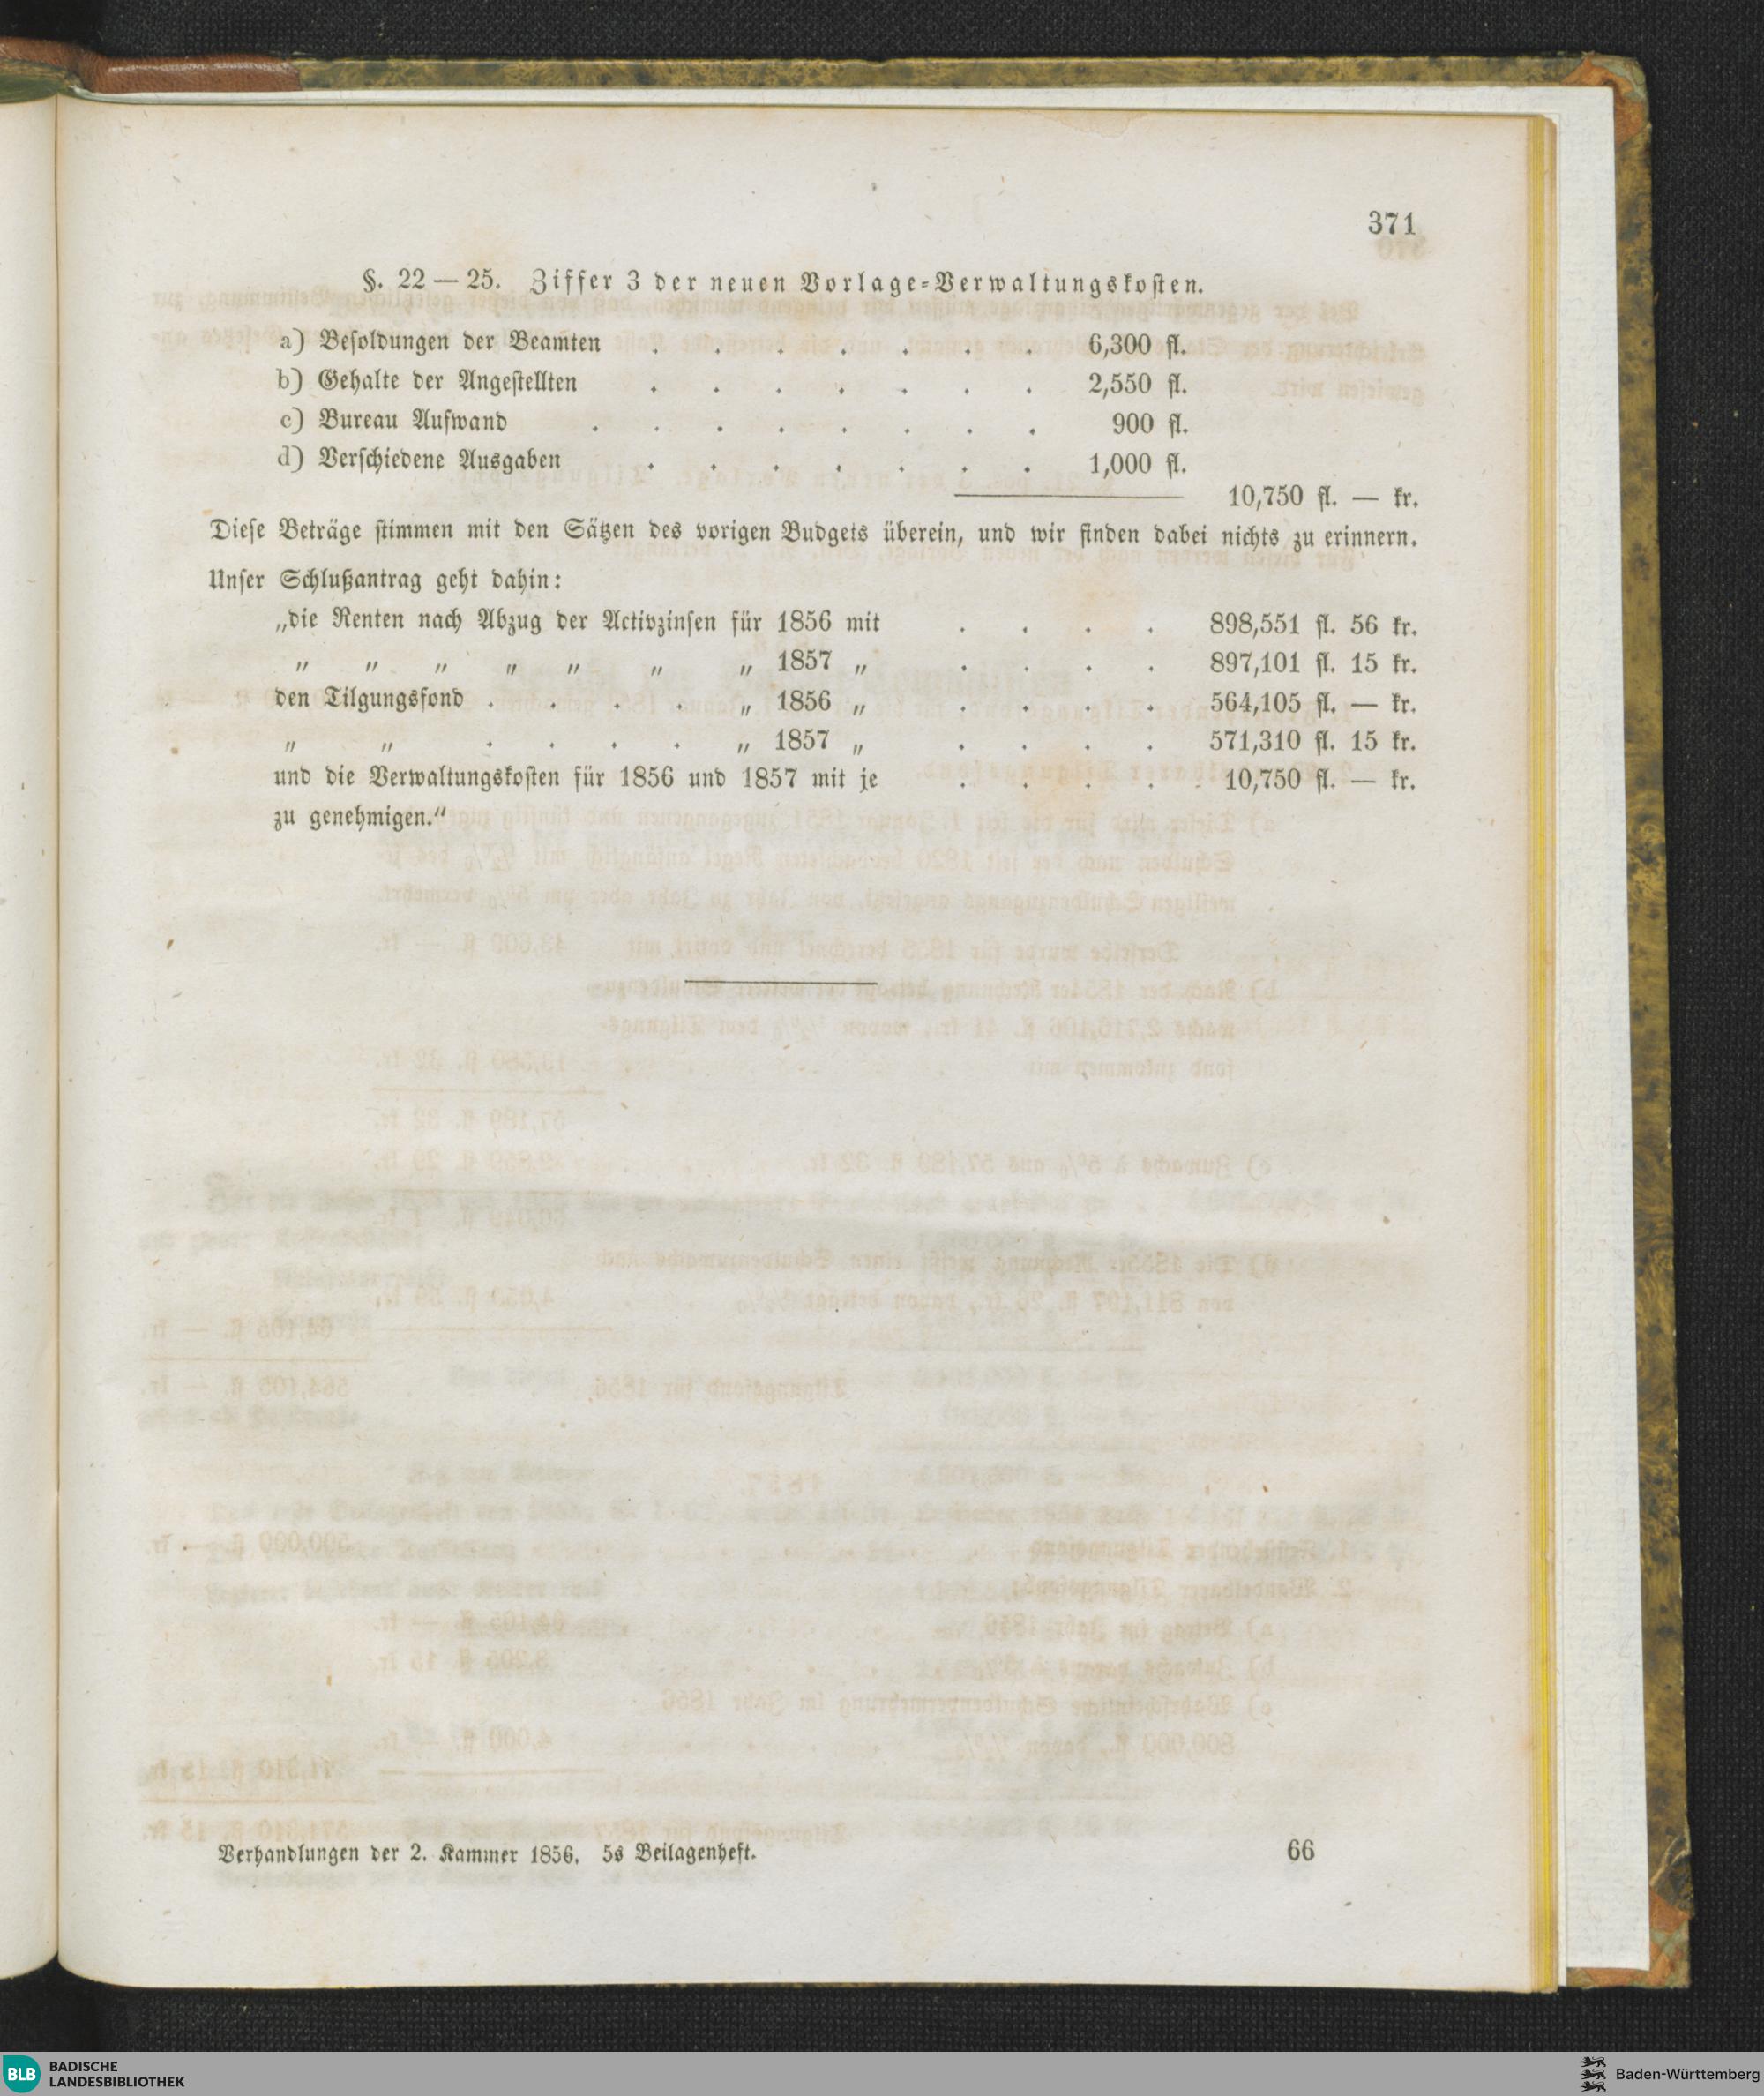 371
§. 22 — 25. Ziffer 3 der neuen Vorlage-Verwaltungskosten.
a) Besoldungen der Beamten . . . . . . . 6,300 fl.
b) Gehalte der Angestellten . . . . . . . 2,550 fl.
c) Bureau Aufwand . . . . . . . . 900 fl.
d) Verschiedene Ausgaben . . . . . . . 1,000 fl.
10,750 fl. — kr.
Diese Beträge stimmen mit den Sätzen des vorigen Budgets überein, und wir finden dabei nichts zu erinnern.
Unser Schlußantrag geht dahin:
„die Renten nach Abzug der Activzinsen für 1856 mit . . . . 898,551 fl. 56 kr.
„ „ „ „ „ „ „ 1857 „ . . . . 897,101 fl. 15 kr.
den Tilgungsfond . . . . „ 1856 „ . . . . 564,105 fl. — kr.
„ „ . . . . „ 1857 „ . . . . 571,310 fl. 15 kr.
und die Verwaltungskosten für 1856 und 1857 mit je . . . . 10,750 fl. — kr.
zu genehmigen.“
Verhandlungen der 2. Kammer 1856. 5s Beilagenheft. 66
BLB BADISCHE
LANDESBIBLIOTHEK
Baden-Württemberg